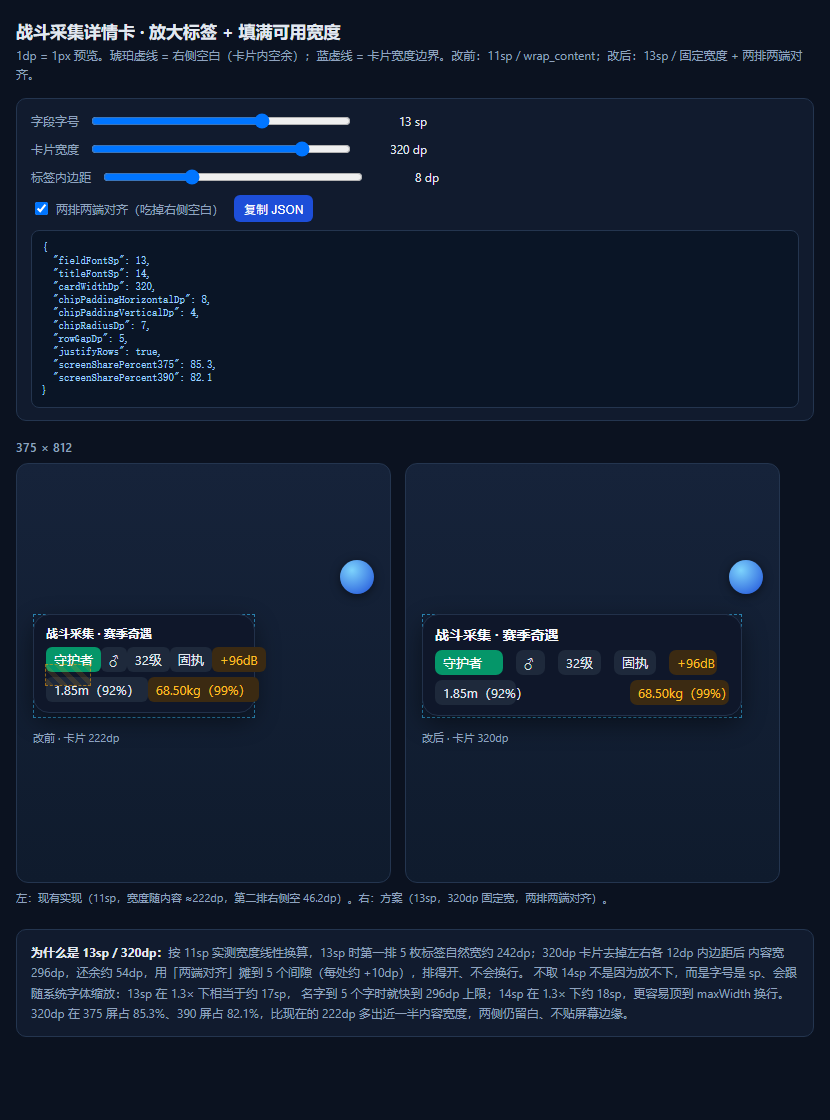 战斗采集详情卡 · 放大标签 + 填满可用宽度
1dp = 1px 预览。琥珀虚线 = 右侧空白（卡片内空余）；蓝虚线 = 卡片宽度边界。改前：11sp / wrap_content；改后：13sp / 固定宽度 + 两排两端对
齐。
字段字号 13 sp
卡片宽度 320 dp
标签内边距 8 dp
两排两端对齐（吃掉右侧空白） 复制 JSON
{
"fieldFontSp": 13,
"titleFontSp": 14,
"cardWidthDp": 320,
"chipPaddingHorizontalDp": 8,
"chipPaddingVerticalDp": 4,
"chipRadiusDp": 7,
"rowGapDp": 5,
"justifyRows": true,
"screenSharePercent375": 85.3,
"screenSharePercent390": 82.1
}
375 × 812
战斗采集 · 赛季奇遇
守护者 ♂ 32级 固执 +96dB
1.85m（92%） 68.50kg（99%）
改前 · 卡片 222dp
战斗采集 · 赛季奇遇
守护者 ♂ 32级 固执 +96dB
1.85m（92%） 68.50kg（99%）
改后 · 卡片 320dp
左：现有实现（11sp，宽度随内容 ≈222dp，第二排右侧空 46.2dp）。右：方案（13sp，320dp 固定宽，两排两端对齐）。
为什么是 13sp / 320dp：按 11sp 实测宽度线性换算，13sp 时第一排 5 枚标签自然宽约 242dp；320dp 卡片去掉左右各 12dp 内边距后 内容宽
296dp，还余约 54dp，用「两端对齐」摊到 5 个间隙（每处约 +10dp），排得开、不会换行。 不取 14sp 不是因为放不下，而是字号是 sp、会跟
随系统字体缩放：13sp 在 1.3× 下相当于约 17sp， 名字到 5 个字时就快到 296dp 上限；14sp 在 1.3× 下约 18sp，更容易顶到 maxWidth 换行。
320dp 在 375 屏占 85.3%、390 屏占 82.1%，比现在的 222dp 多出近一半内容宽度，两侧仍留白、不贴屏幕边缘。